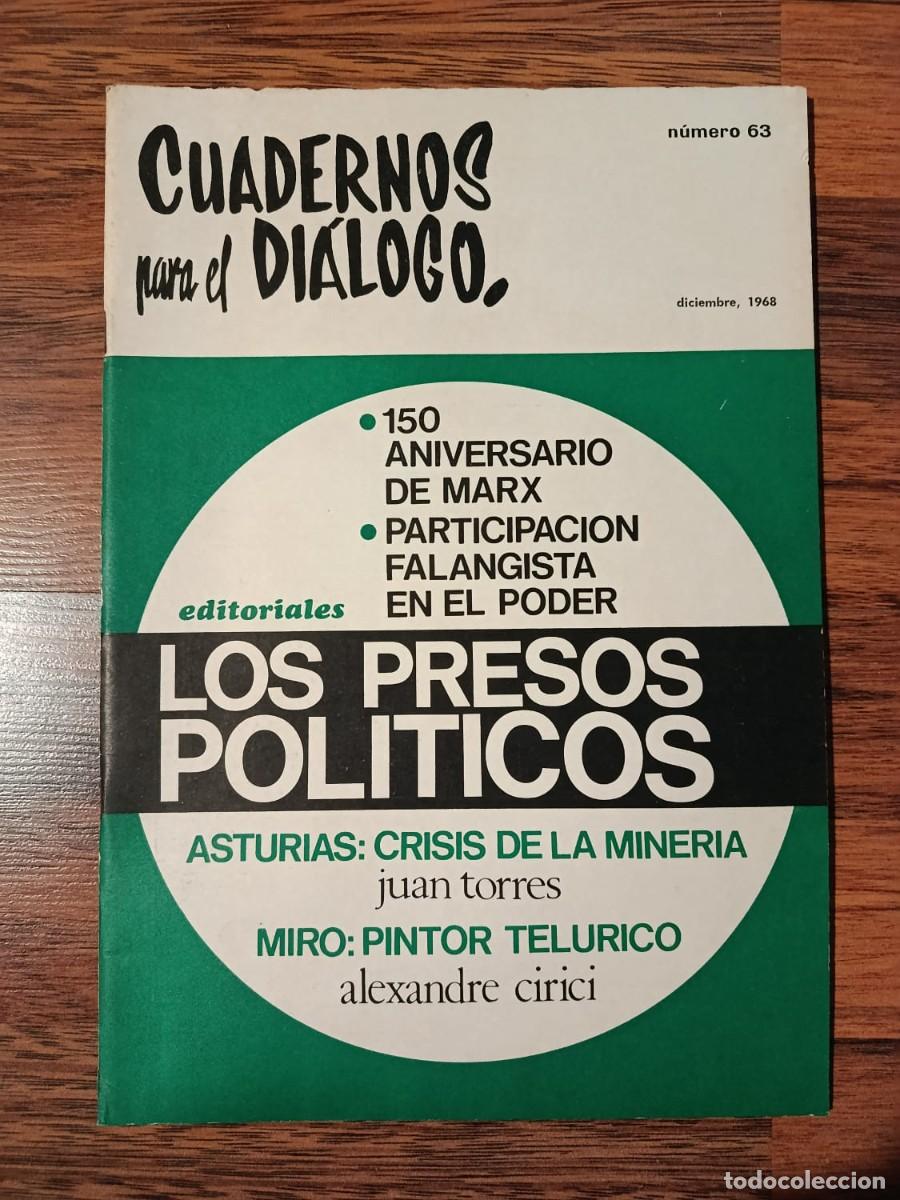 CUADERNOS
número 63
para el DIÁLOGO.
diciembre, 1968
• 150
ANIVERSARIO
DE MARX
• PARTICIPACION
FALANGISTA
editoriales EN EL PODER
LOS PRESOS
POLITICOS
ASTURIAS: CRISIS DE LA MINERIA
juan torres
MIRO: PINTOR TELURICO
alexandre cirici
todocoleccion